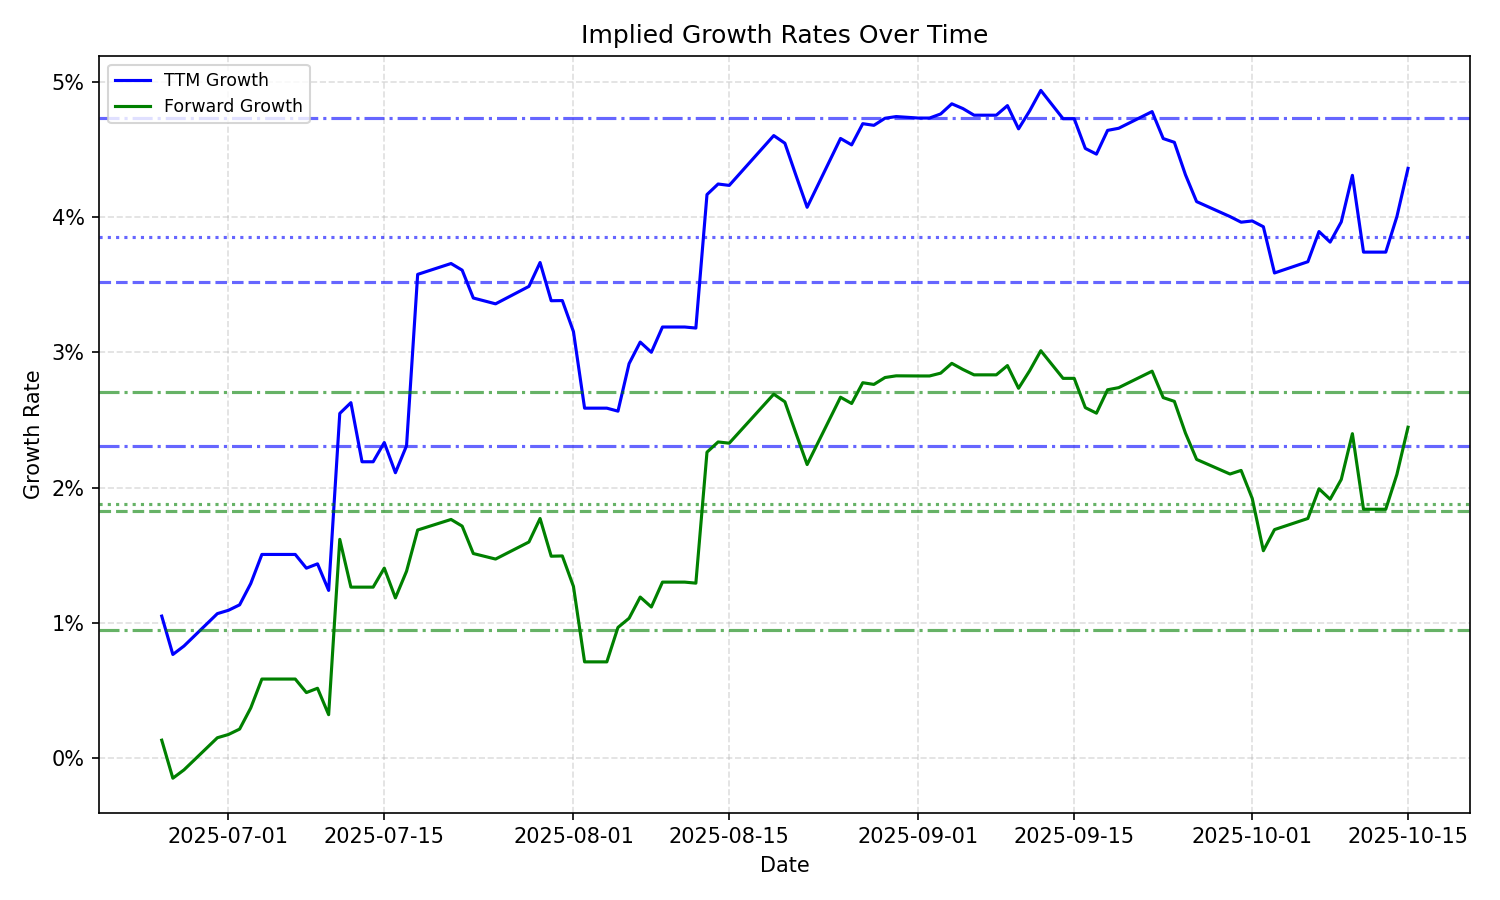 Implied Growth Rates Over Time
TTM Growth
Forward Growth
5%
4%
3%
2%
1%
0%
Growth Rate
2025-07-01
2025-07-15
2025-08-01
2025-08-15
2025-09-01
2025-09-15
2025-10-01
2025-10-15
Date